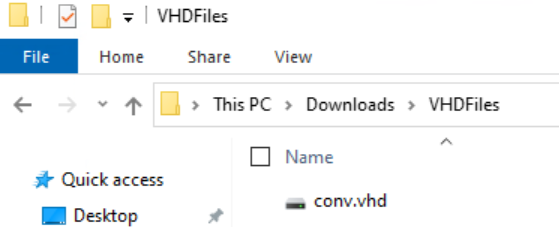 VHDFiles
File Home Share View
This PC Downloads VHDFiles
Name
Quick access
conv.vhd
Desktop